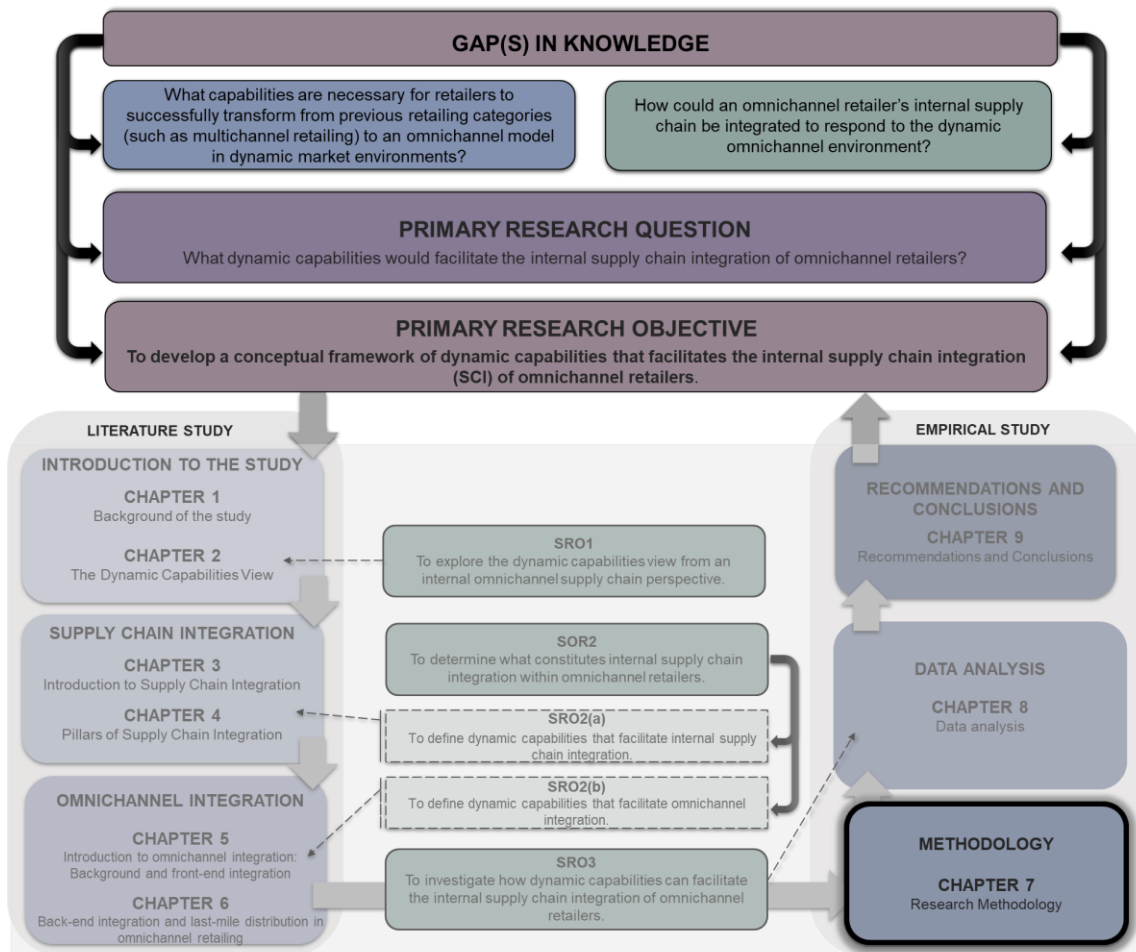 GAP(S) IN KNOWLEDGE
What capabilities are necessary for retailers to
successfully transform from previous retailing categories
(such as multichannel retailing) to an omnichannel model
in dynamic market environments?
How could an omnichannel retailer's internal supply
chain be integrated to respond to the dynamic
omnichannel environment?
PRIMARY RESEARCH QUESTION
What dynamic capabilities would facilitate the internal supply chain integration of omnichannel retailers?
PRIMARY RESEARCH OBJECTIVE
To develop a conceptual framework of dynamic capabilities that facilitates the internal supply chain integration
(SCI) of omnichannel retailers.
LITERATURE STUDY
INTRODUCTION TO THE STUDY
CHAPTER 1
Background of the study
CHAPTER 2
The Dynamic Capabilities View
SUPPLY CHAIN INTEGRATION
CHAPTER 3
Introduction to Supply Chain Integration
CHAPTER 4
Pillars of Supply Chain Integration
OMNICHANNEL INTEGRATION
CHAPTER 5
Introduction to omnichannel integration:
Background and front-end integration
CHAPTER 6
Back-end integration and last-mile distribution in
omnichannel retailing
SRO1
To explore the dynamic capabilities view from an
internal omnichannel supply chain perspective.
SOR2
To determine what constitutes internal supply chain
integration within omnichannel retailers.
SRO2(a)
To define dynamic capabilities that facilitate internal supply
chain integration.
SRO2(b)
To define dynamic capabilities that facilitate omnichannel
integration.
SRO3
To investigate how dynamic capabilities can facilitate
the internal supply chain integration of omnichannel
retailers.
EMPIRICAL STUDY
RECOMMENDATIONS AND
CONCLUSIONS
CHAPTER 9
Recommendations and Conclusions
DATA ANALYSIS
CHAPTER 8
Data analysis
METHODOLOGY
CHAPTER 7
Research Methodology